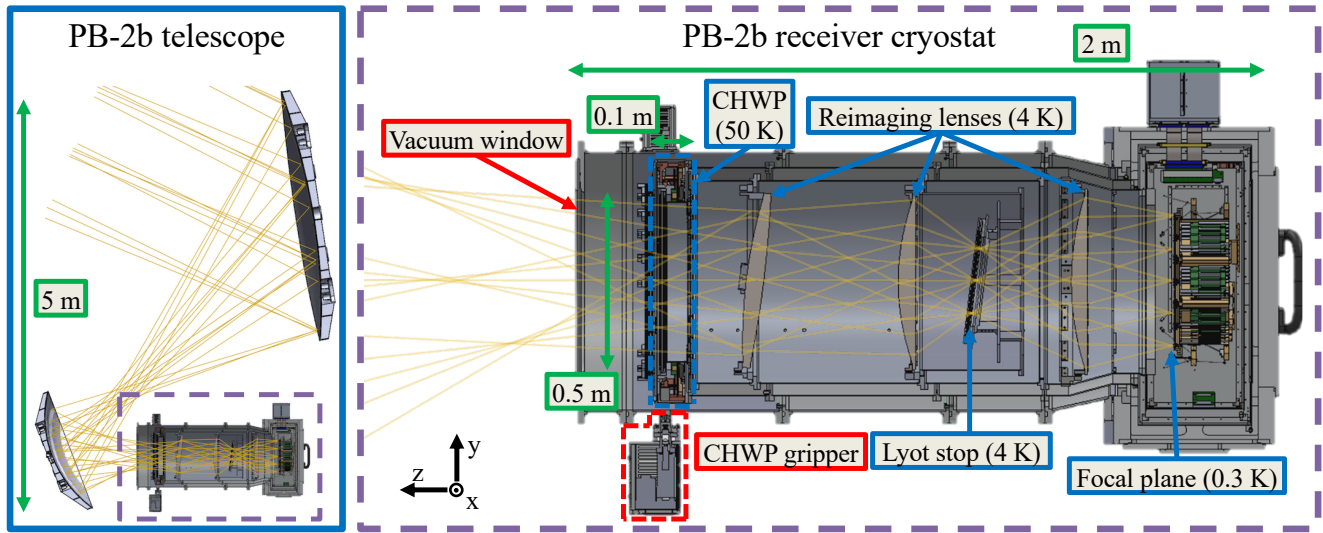 PB-2b telescope
5 m
PB-2b receiver cryostat
2 m
0.1 m
CHWP
(50 K)
Reimaging lenses (4 K)
Vacuum window
0.5 m
y
z
x
CHWP gripper
Lyot stop (4 K)
Focal plane (0.3 K)